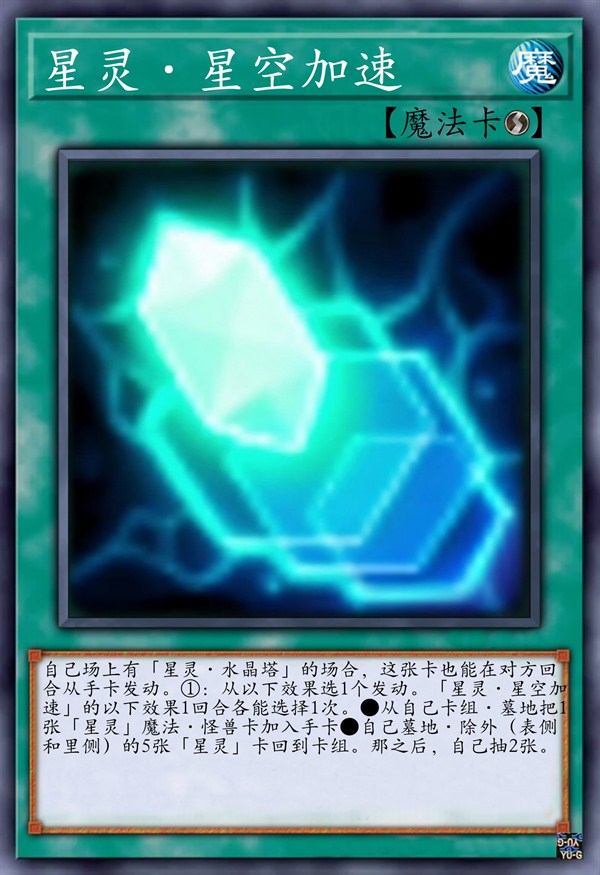 星灵·星空加速
魔
【魔法卡】
自己场上有「星灵·水晶塔」的场合，这张卡也能在对方回
合从手卡发动。①：从以下效果选1个发动。「星灵·星空加
速」的以下效果1回合各能选择1次。●从自己卡组·墓地把1
张「星灵」魔法·怪兽卡加入手卡●自己墓地·除外（表侧
和里侧）的5张「星灵」卡回到卡组。那之后，自己抽2张。
YU-G
YU-G